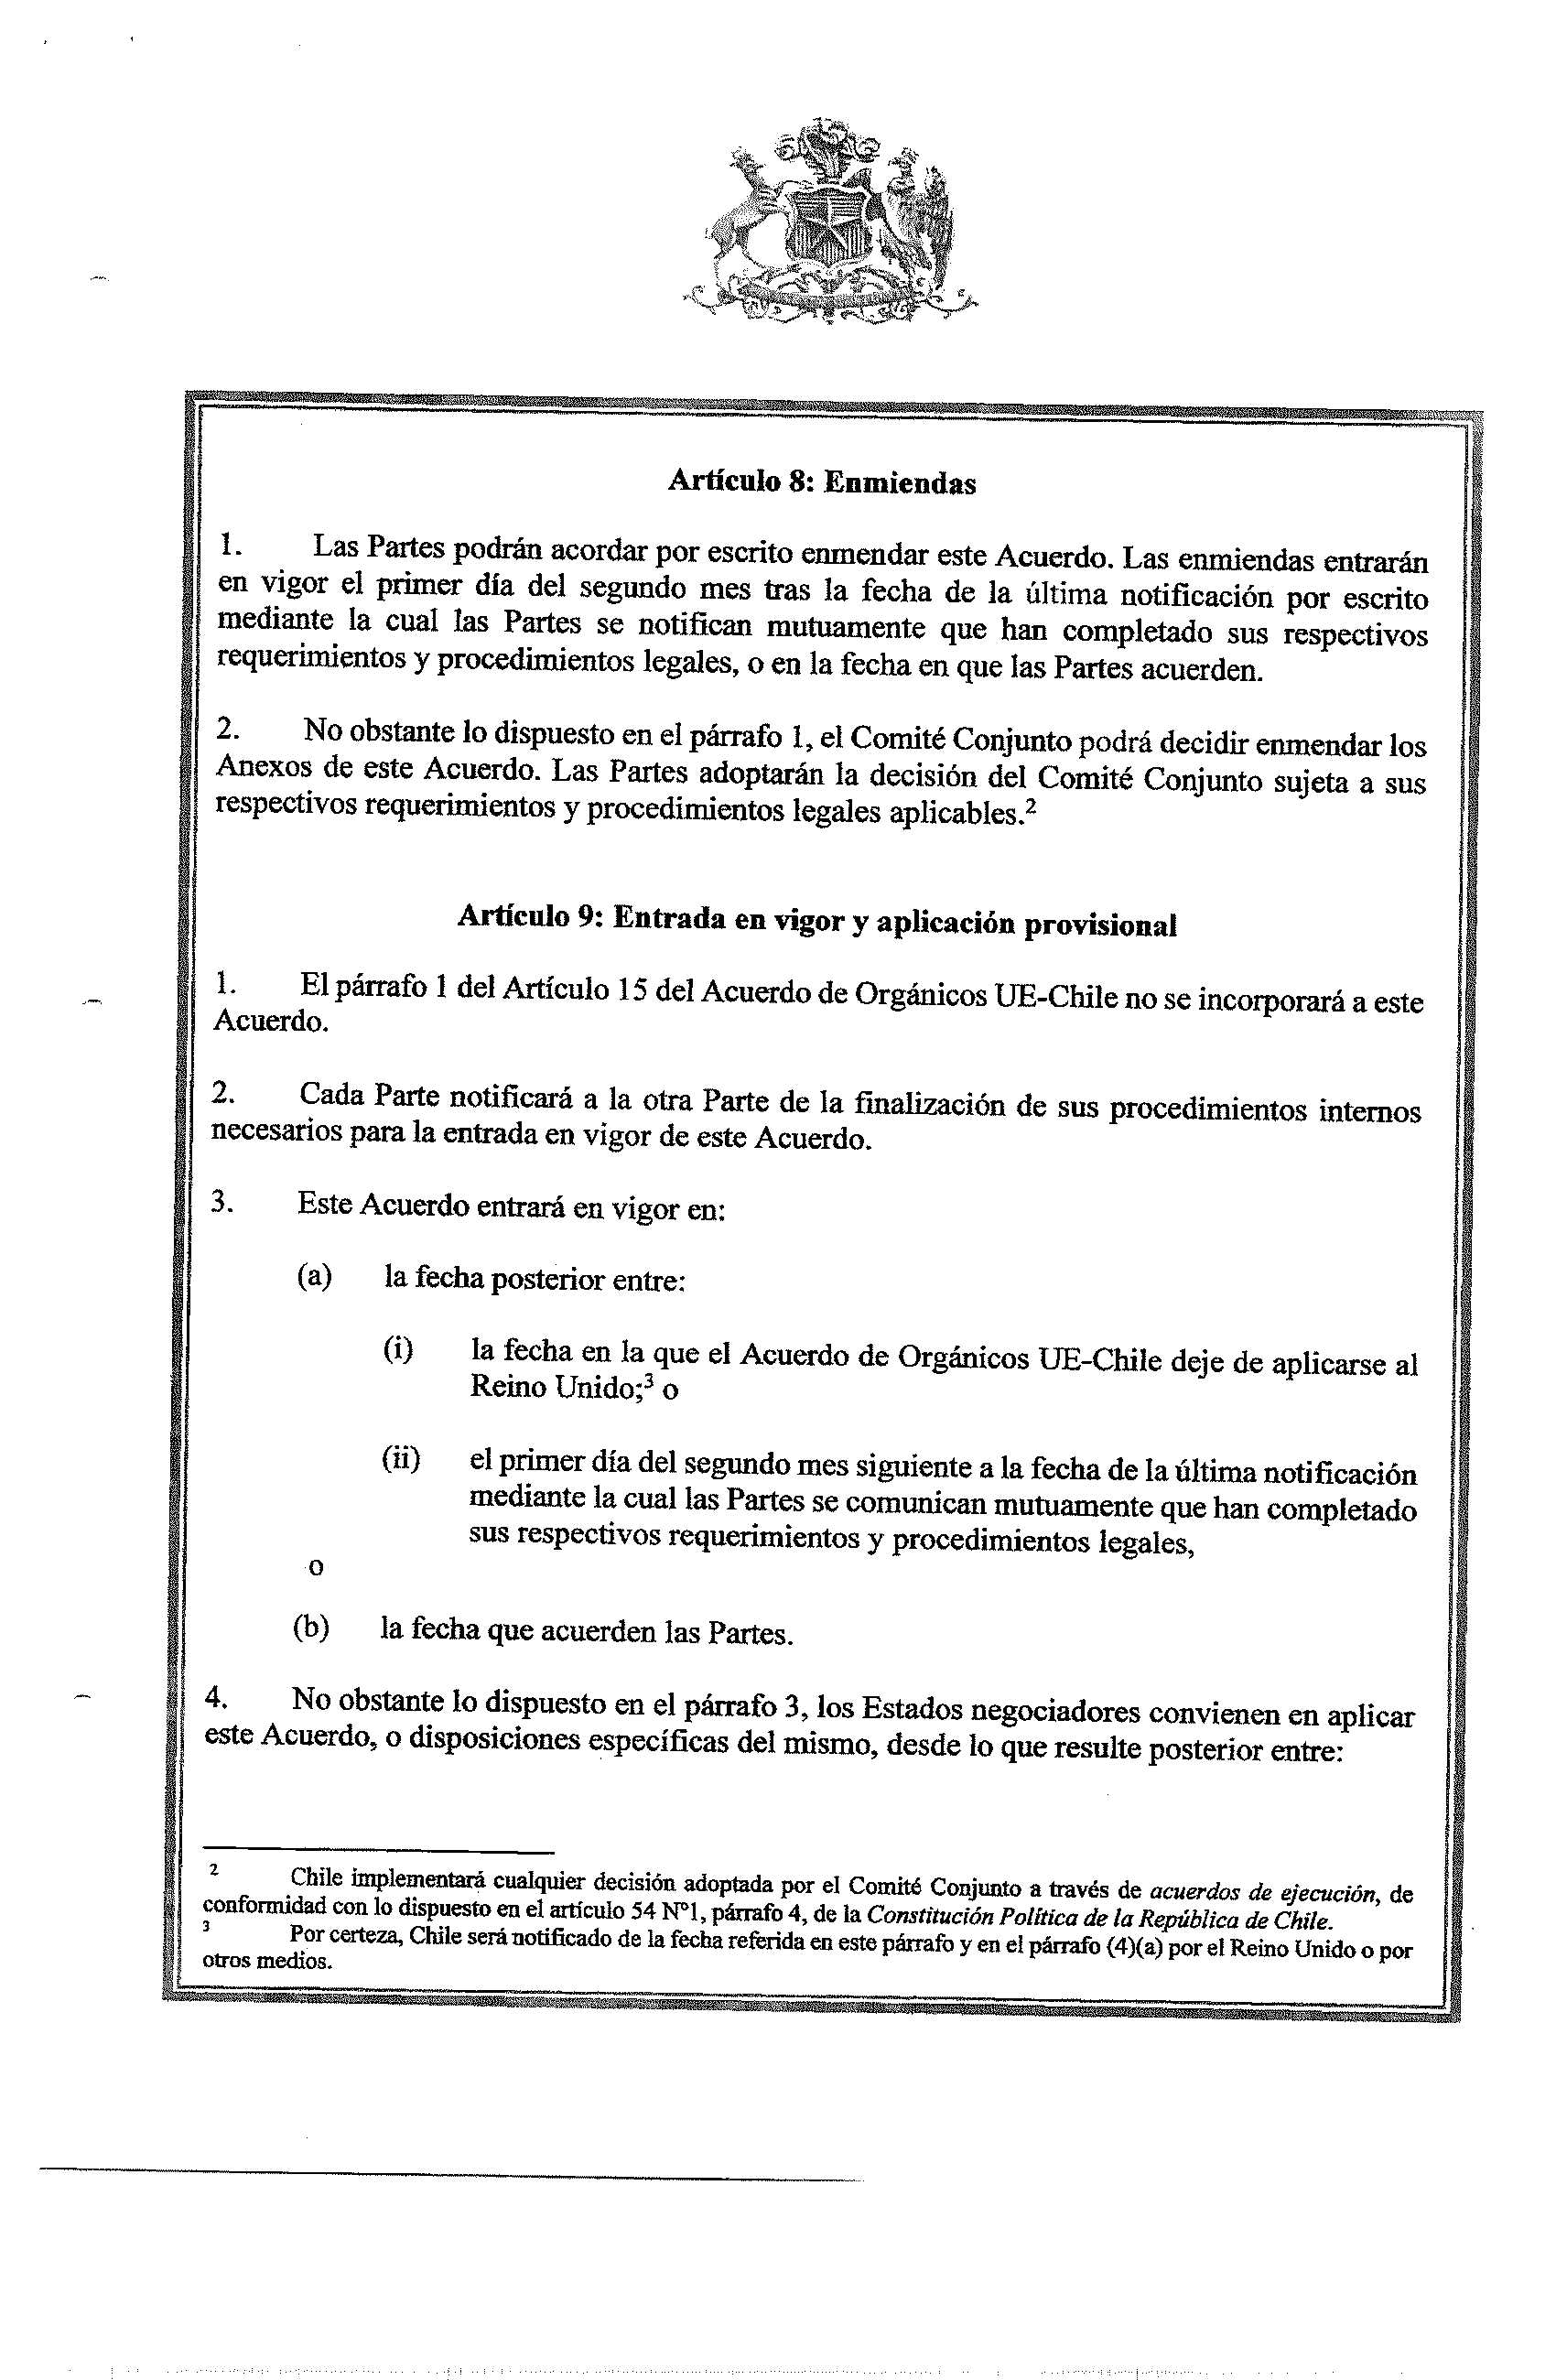 Artículo 8: Enmiendas
1. Las Partes podrán acordar por escrito enmendar este Acuerdo. Las enmiendas entrarán
en vigor el primer día del segundo mes tras la fecha de la última notificación por escrito
mediante la cual las Partes se notifican mutuamente que han completado sus respectivos
requerimientos y procedimientos legales, o en la fecha en que las Partes acuerden.
2. No obstante lo dispuesto en el párrafo 1, el Comité Conjunto podrá decidir enmendar los
Anexos de este Acuerdo. Las Partes adoptarán la decisión del Comité Conjunto sujeta a sus
respectivos requerimientos y procedimientos legales aplicables.²
Artículo 9: Entrada en vigor y aplicación provisional
1. El párrafo 1 del Artículo 15 del Acuerdo de Orgánicos UE-Chile no se incorporará a este
Acuerdo.
2. Cada Parte notificará a la otra Parte de la finalización de sus procedimientos internos
necesarios para la entrada en vigor de este Acuerdo.
3. Este Acuerdo entrará en vigor en:
(a) la fecha posterior entre:
(i) la fecha en la que el Acuerdo de Orgánicos UE-Chile deje de aplicarse al
Reino Unido;³ o
(ii) el primer día del segundo mes siguiente a la fecha de la última notificación
mediante la cual las Partes se comunican mutuamente que han completado
sus respectivos requerimientos y procedimientos legales,
o
(b) la fecha que acuerden las Partes.
4. No obstante lo dispuesto en el párrafo 3, los Estados negociadores convienen en aplicar
este Acuerdo, o disposiciones específicas del mismo, desde lo que resulte posterior entre:
2 Chile implementará cualquier decisión adoptada por el Comité Conjunto a través de acuerdos de ejecución, de
conformidad con lo dispuesto en el artículo 54 N°1, párrafo 4, de la Constitución Política de la República de Chile.
3 Por certeza, Chile será notificado de la fecha referida en este párrafo y en el párrafo (4)(a) por el Reino Unido o por
otros medios.